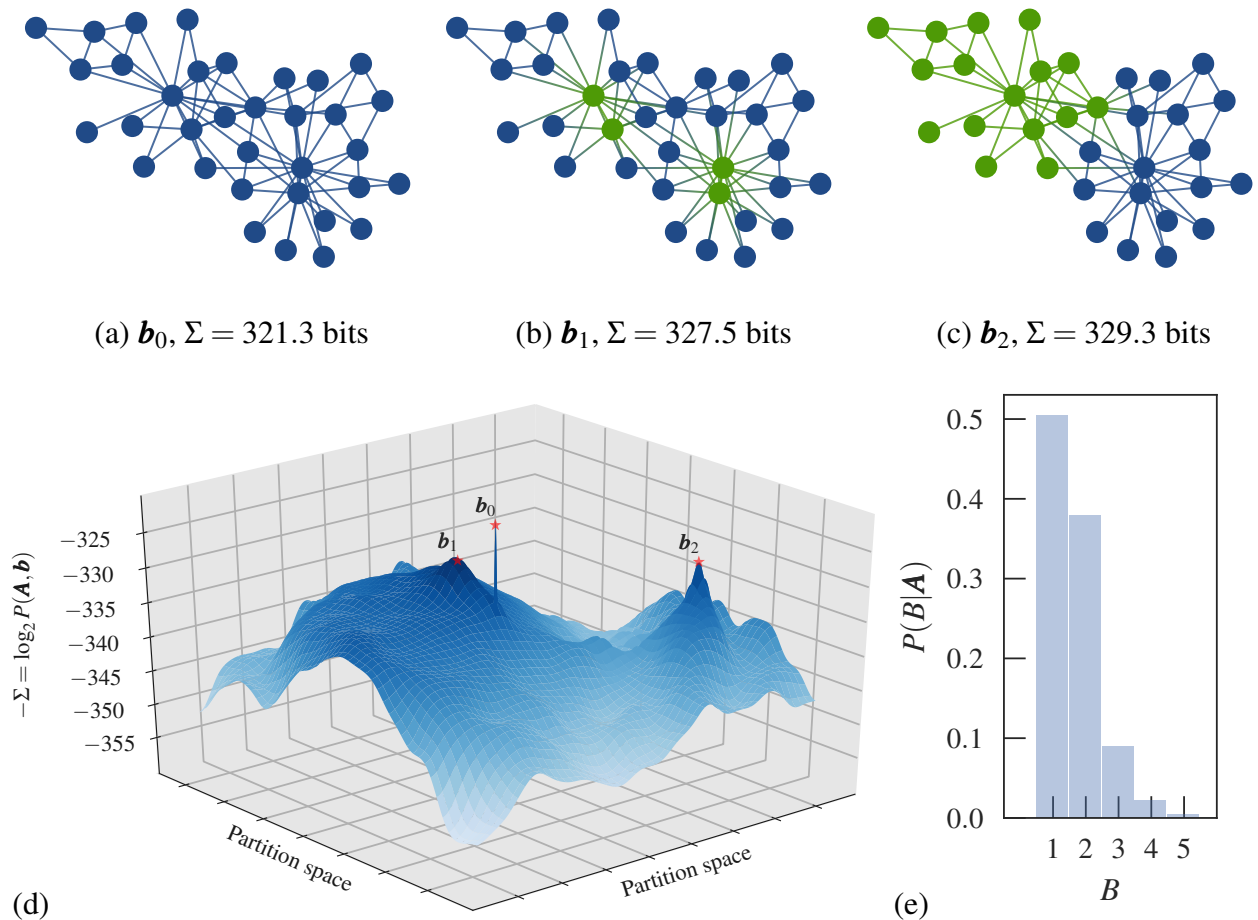 (a) b₀, Σ = 321.3 bits
(b) b₁, Σ = 327.5 bits
(c) b₂, Σ = 329.3 bits
b₀
b₁
b₂
−Σ = log₂ P(A, b)
−325
−330
−335
−340
−345
−350
−355
Partition space
Partition space
(d)
P(B|A)
0.5
0.4
0.3
0.2
0.1
0.0
1 2 3 4 5
B
(e)